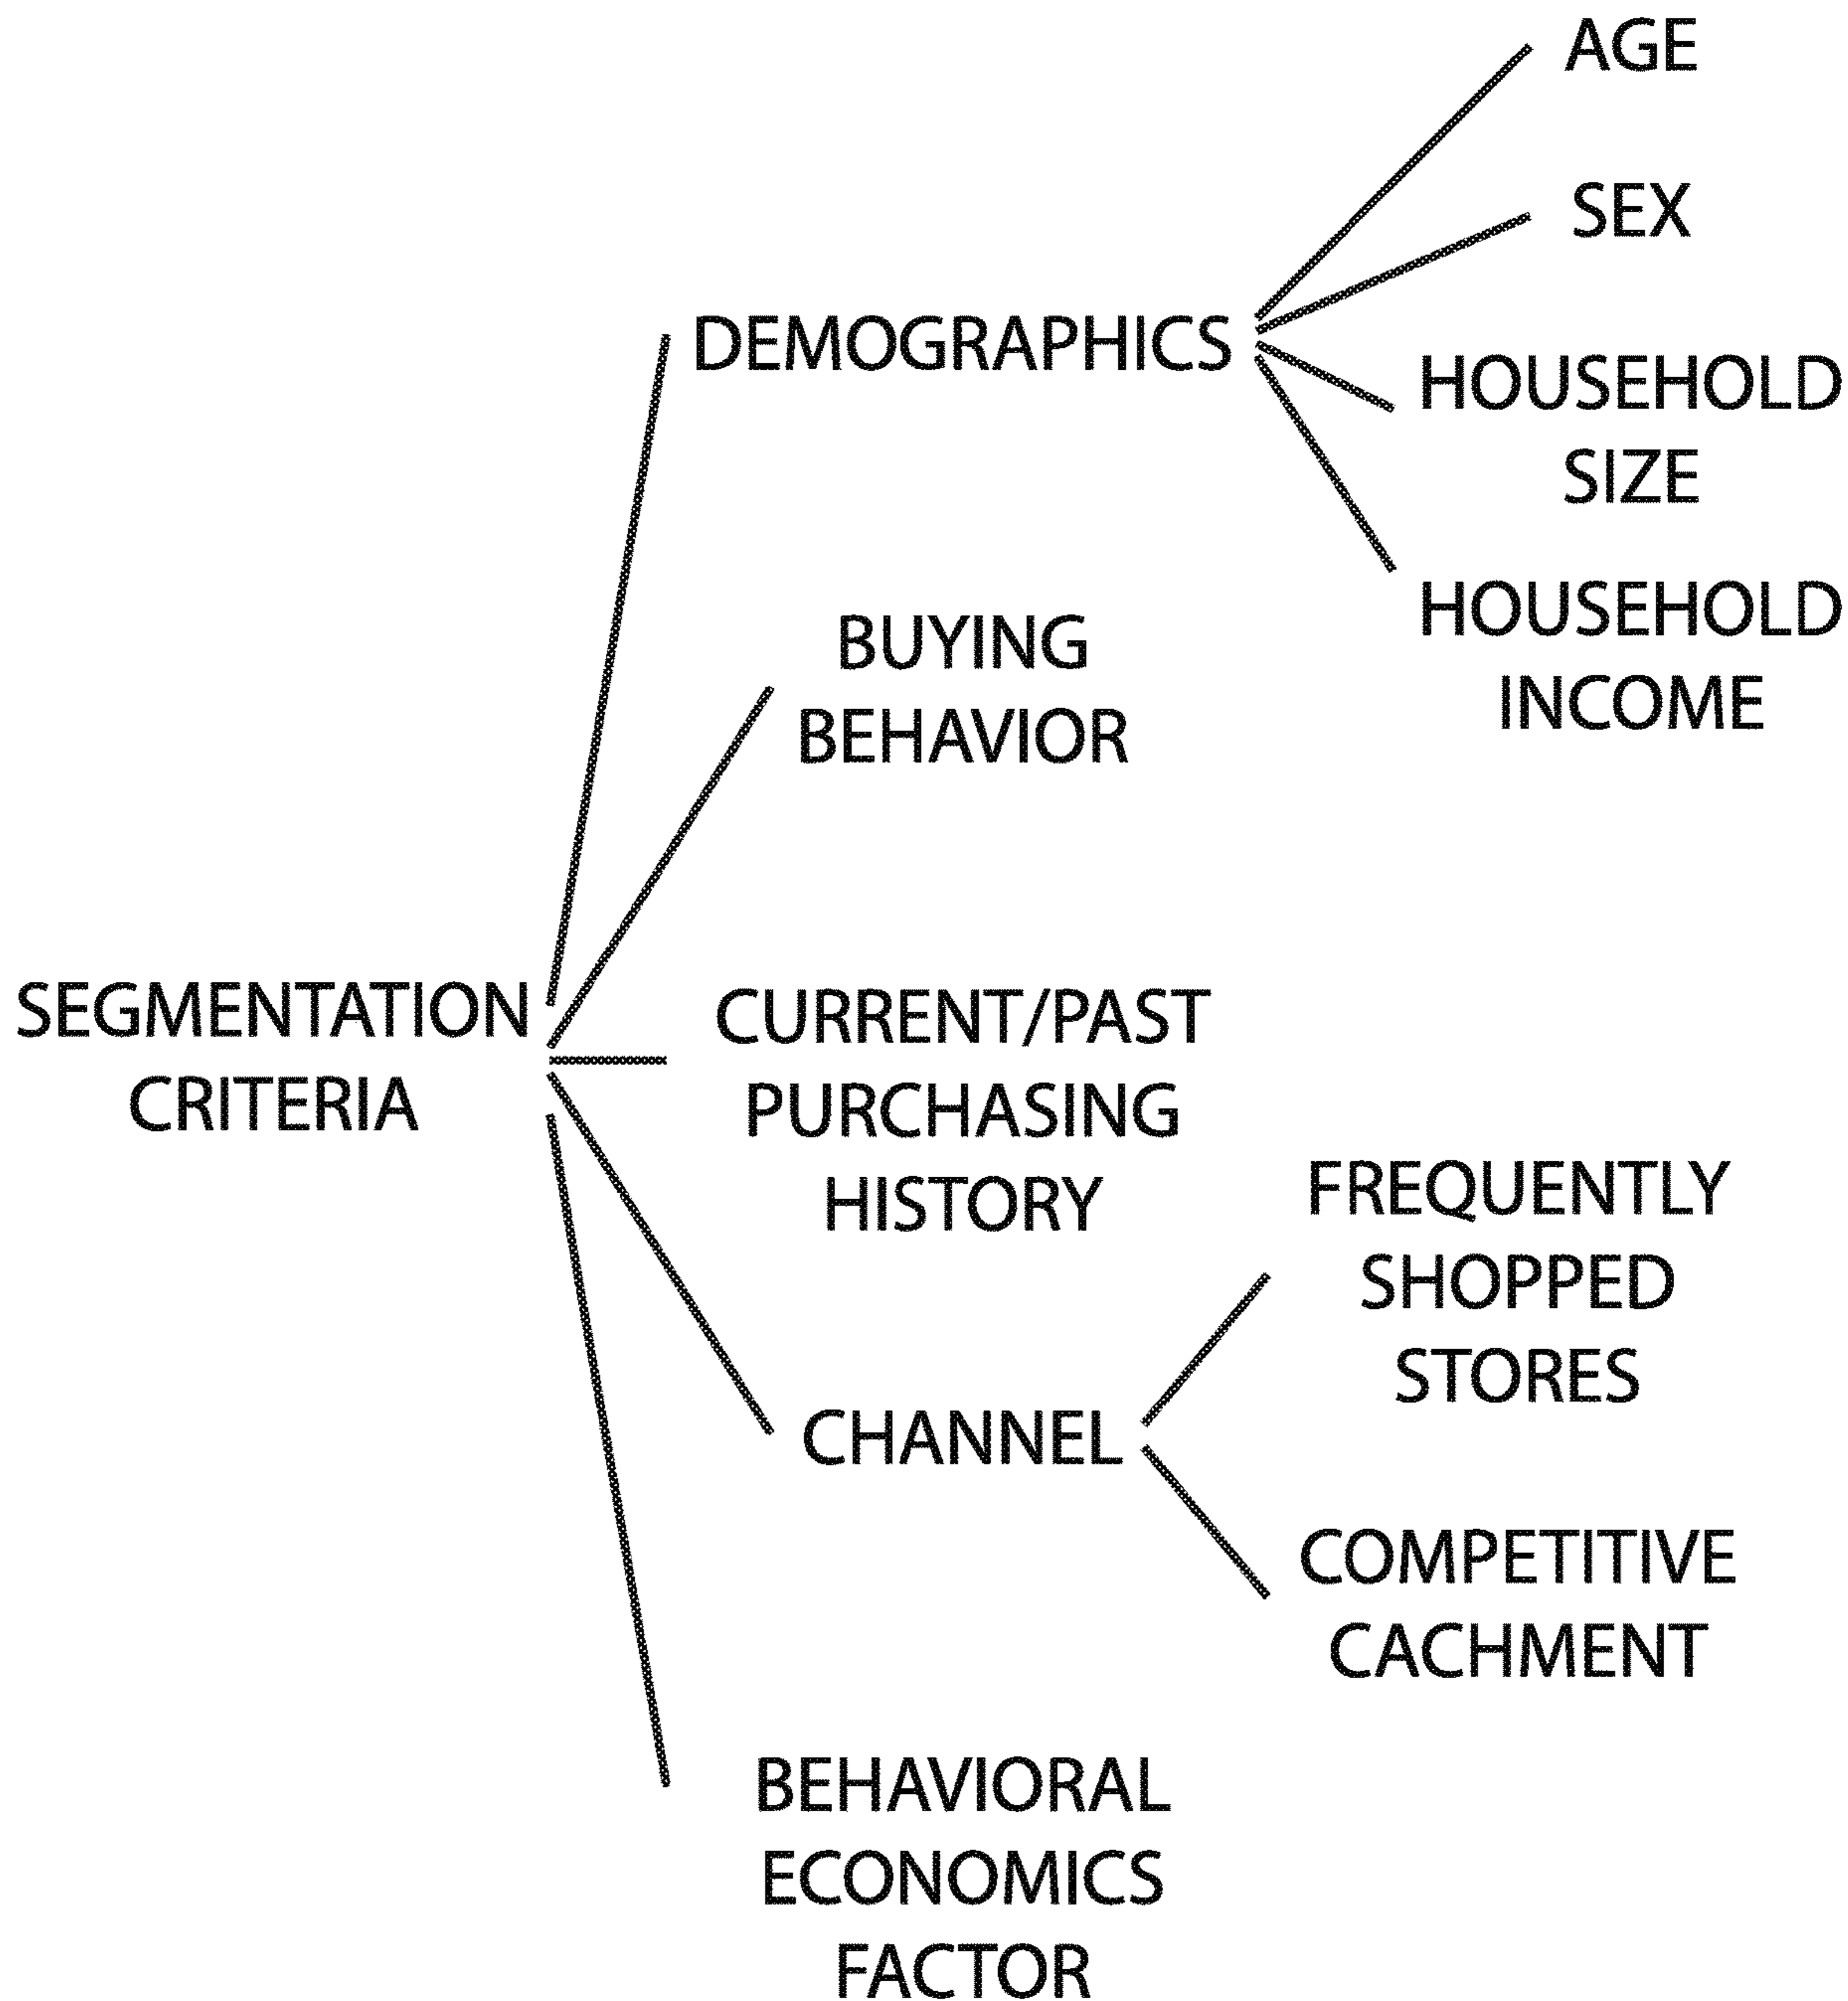 AGE
SEX
DEMOGRAPHICS
HOUSEHOLD
SIZE
HOUSEHOLD
INCOME
BUYING
BEHAVIOR
SEGMENTATION
CRITERIA
CURRENT/PAST
PURCHASING
HISTORY
FREQUENTLY
SHOPPED
STORES
CHANNEL
COMPETITIVE
CACHMENT
BEHAVIORAL
ECONOMICS
FACTOR